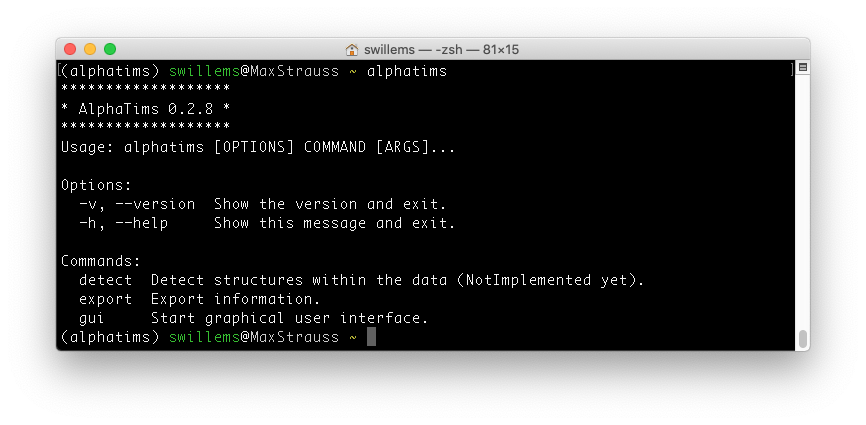 swillems — -zsh — 81×15
[(alphatims) swillems@MaxStrauss ~ alphatims ]
*******************
* AlphaTims 0.2.8 *
*******************
Usage: alphatims [OPTIONS] COMMAND [ARGS]...
Options:
  -v, --version  Show the version and exit.
  -h, --help     Show this message and exit.
Commands:
  detect  Detect structures within the data (NotImplemented yet).
  export  Export information.
  gui     Start graphical user interface.
(alphatims) swillems@MaxStrauss ~